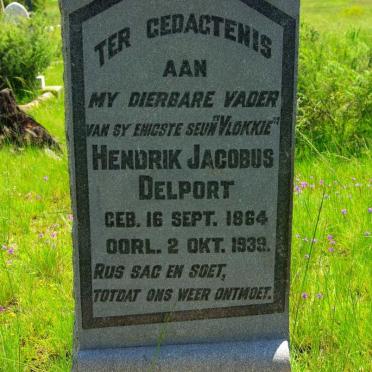 TER GEDAGTENIS
AAN
MY DIERBARE VADER
VAN SY ENIGSTE SEUN "VLOKKIE"
HENDRIK JACOBUS
DELPORT
GEB. 16 SEPT. 1864
OORL. 2 OKT. 1939.
RUS SAG EN SOET,
TOTDAT ONS WEER ONTMOET.